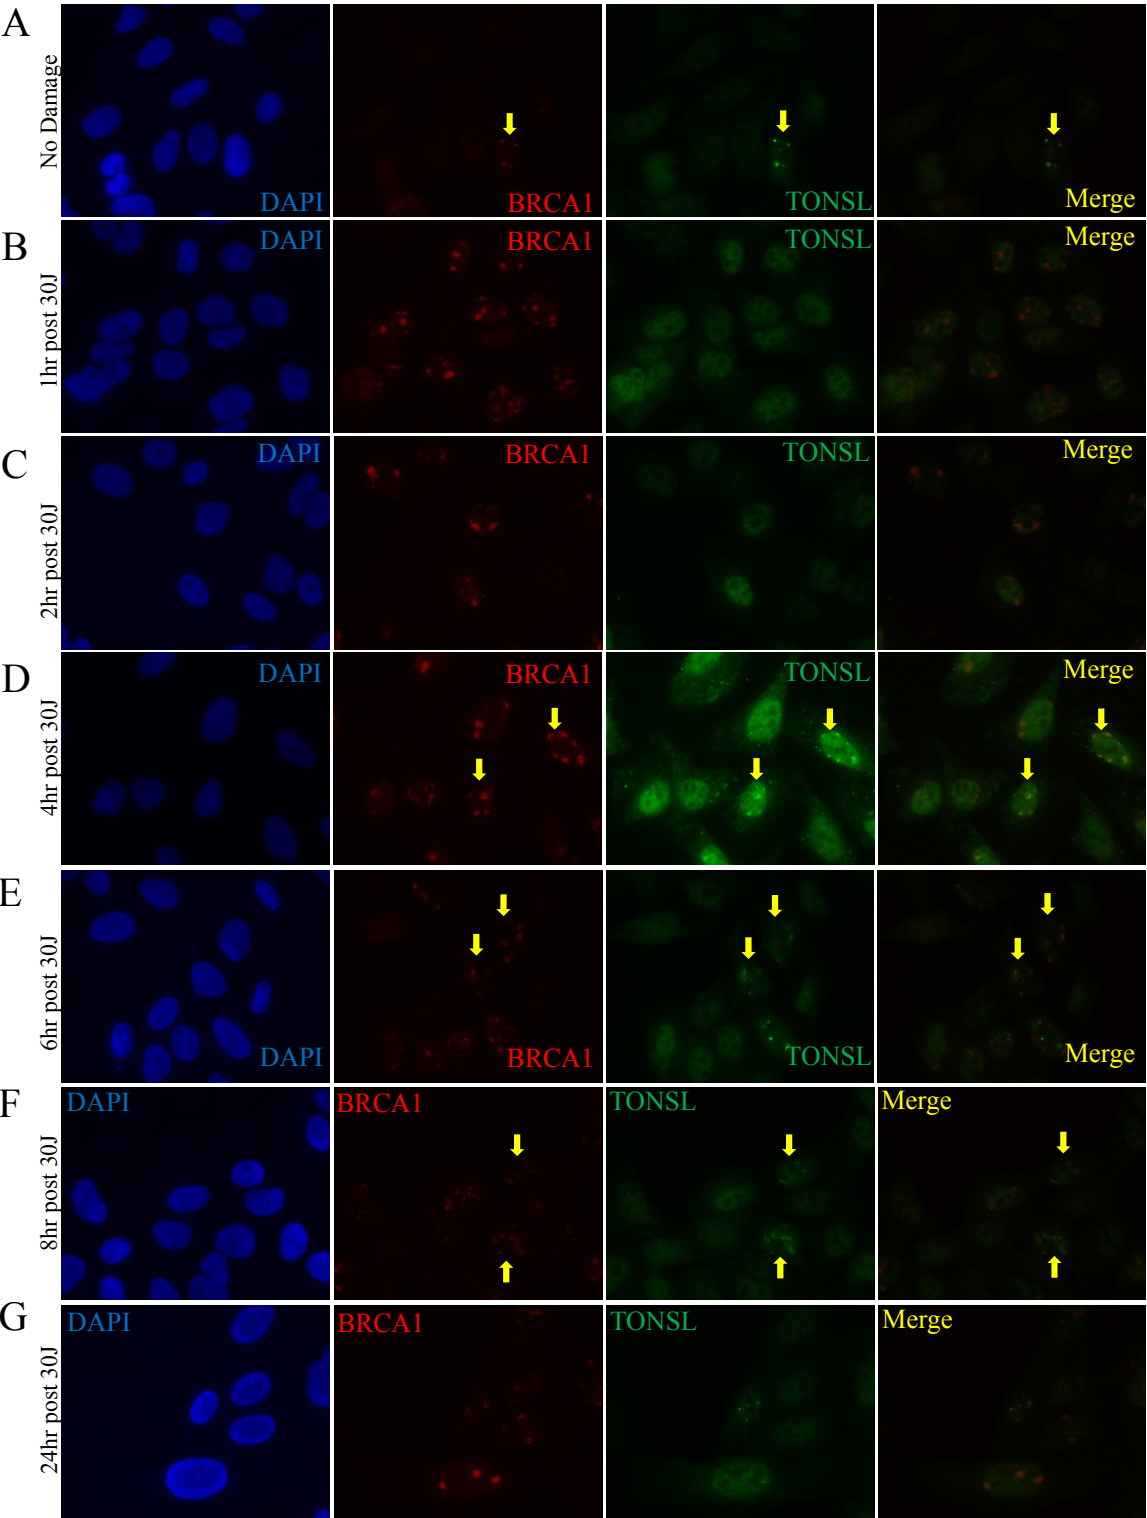 A
No Damage
DAPI
BRCA1
TONSL
Merge
B
1hr post 30J
DAPI
BRCA1
TONSL
Merge
C
2hr post 30J
DAPI
BRCA1
TONSL
Merge
D
4hr post 30J
DAPI
BRCA1
TONSL
Merge
E
6hr post 30J
DAPI
BRCA1
TONSL
Merge
F
8hr post 30J
DAPI
BRCA1
TONSL
Merge
G
24hr post 30J
DAPI
BRCA1
TONSL
Merge